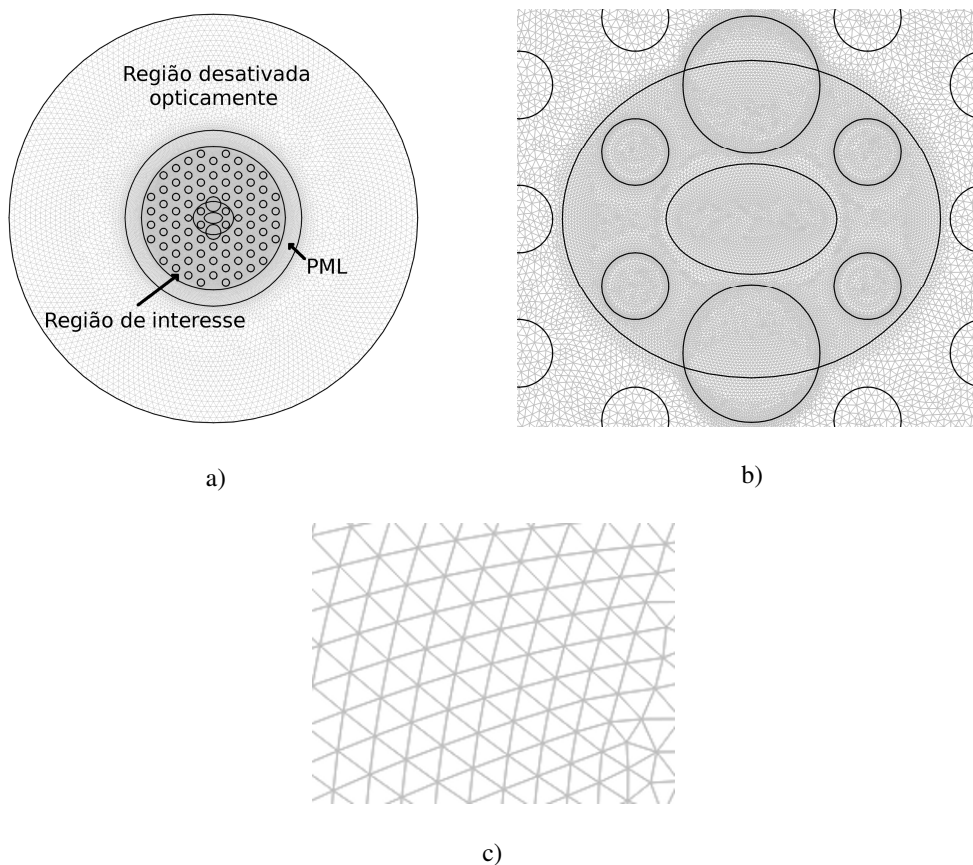 Região desativada
opticamente
PML
Região de interesse
a)
b)
c)